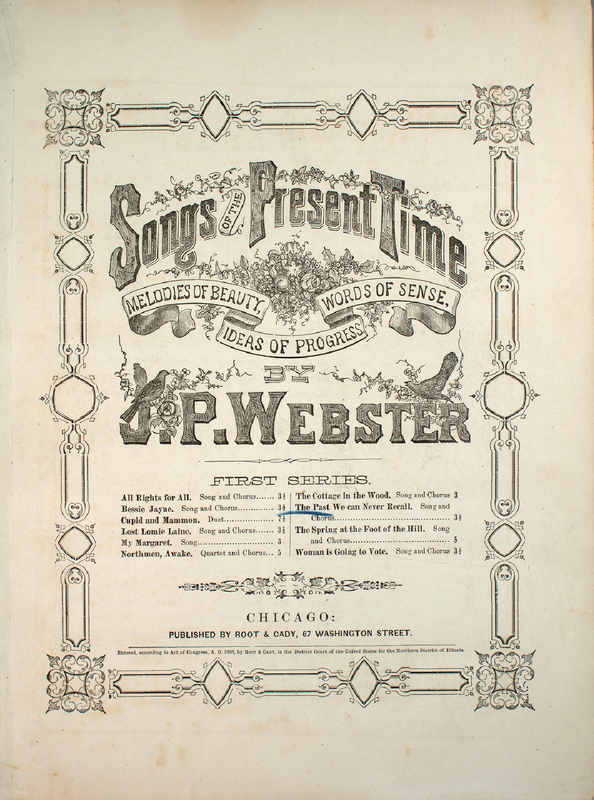 Songs OF THE Present Time
MELODIES OF BEAUTY, WORDS OF SENSE,
IDEAS OF PROGRESS
BY
J.P. WEBSTER
FIRST SERIES.
All Rights for All. Song and Chorus...... 3½
Bessie Jayne. Song and Chorus............ 3½
Cupid and Mammon. Duet............ 7½
Lost Lomie Laine. Song and Chorus...... 3½
My Margaret. Song........................ 3
Northmen, Awake. Quartet and Chorus... 5
The Cottage in the Wood. Song and Chorus 3
The Past We can Never Recall. Song and
Chorus.................................... 3½
The Spring at the Foot of the Hill. Song
and Chorus.............................. 5
Woman is Going to Vote. Song and Chorus 3½
CHICAGO:
PUBLISHED BY ROOT & CADY, 67 WASHINGTON STREET.
Entered, according to Act of Congress, A. D. 1868, by ROOT & CADY, in the District Court of the United States for the Northern District of Illinois.